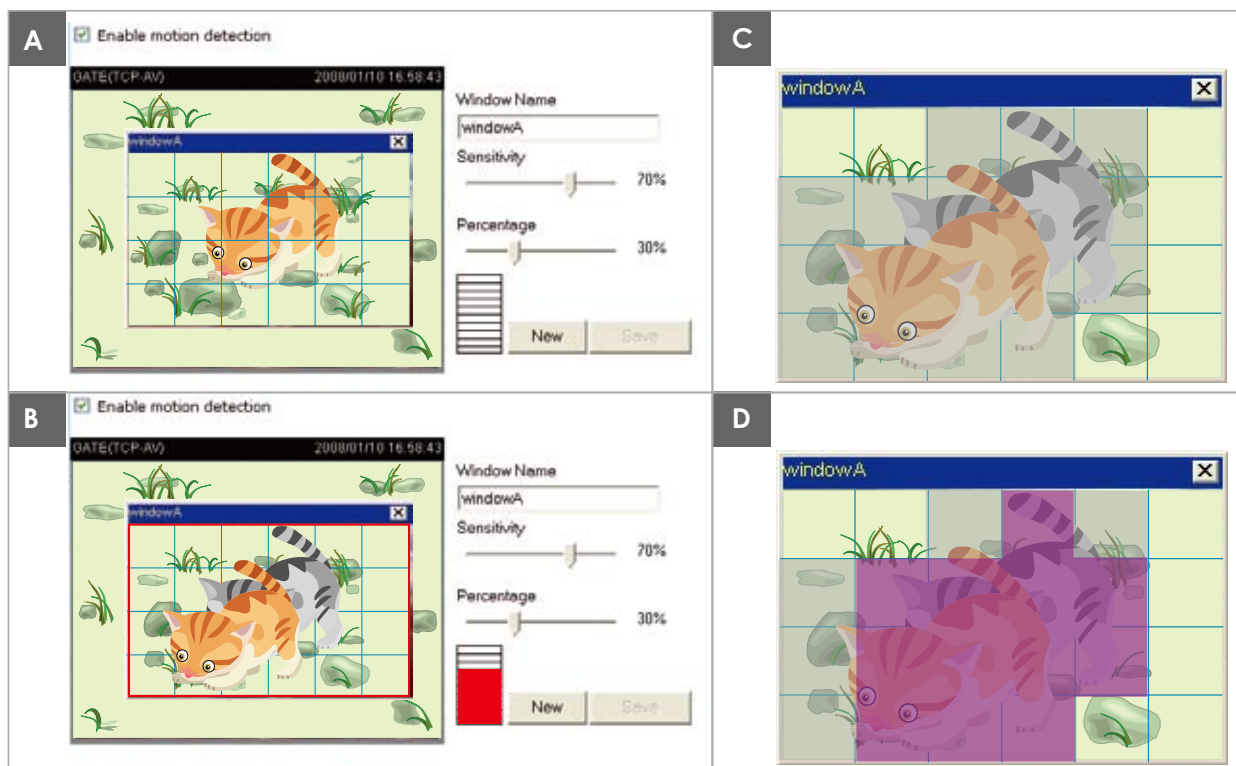 A
Enable motion detection
GATE(TCP-AV) 2008/01/10 16:58:43
windowA
Window Name
windowA
Sensitivity
70%
Percentage
30%
New Save
B
Enable motion detection
GATE(TCP-AV) 2008/01/10 16:58:43
windowA
Window Name
windowA
Sensitivity
70%
Percentage
30%
New Save
C
windowA
D
windowA